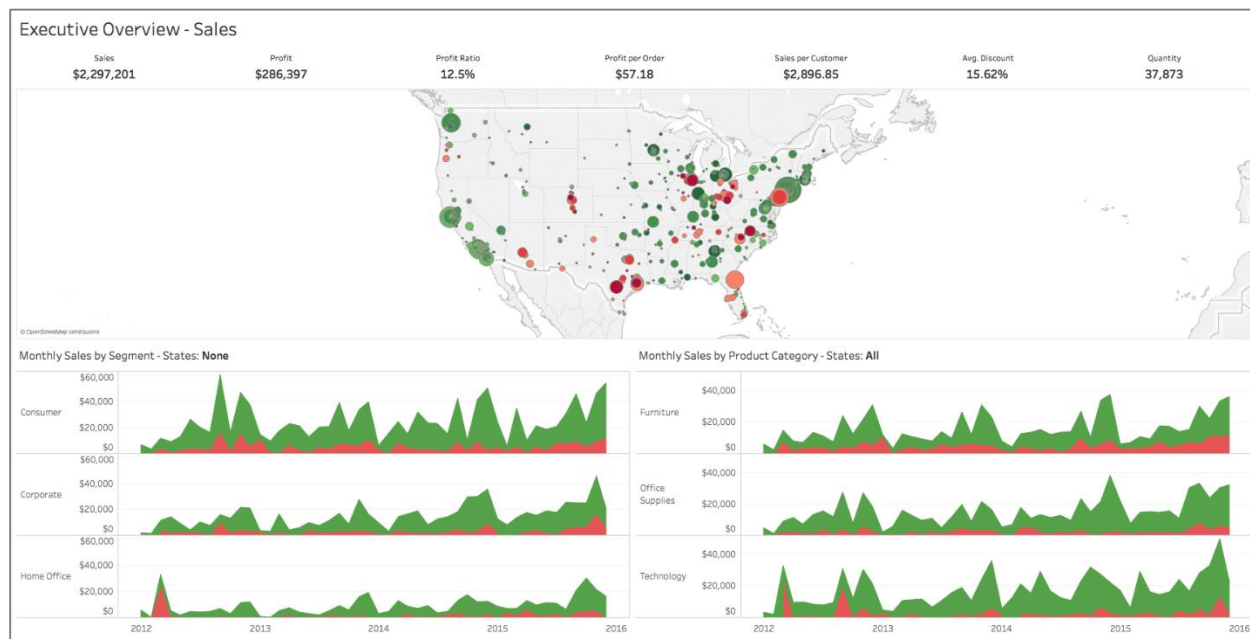 Executive Overview - Sales
Sales Profit Profit Ratio Profit per Order Sales per Customer Avg. Discount Quantity
$2,297,201 $286,397 12.5% $57.18 $2,896.85 15.62% 37,873
© OpenStreetMap contributors
Monthly Sales by Segment - States: None
$60,000
Consumer
$40,000
$20,000
$0
$60,000
$40,000
Corporate
$20,000
$0
$60,000
$40,000
Home Office
$20,000
$0
2012 2013 2014 2015 2016
Monthly Sales by Product Category - States: All
$40,000
Furniture
$20,000
$0
$40,000
Office
Supplies
$20,000
$0
$40,000
Technology
$20,000
$0
2012 2013 2014 2015 2016